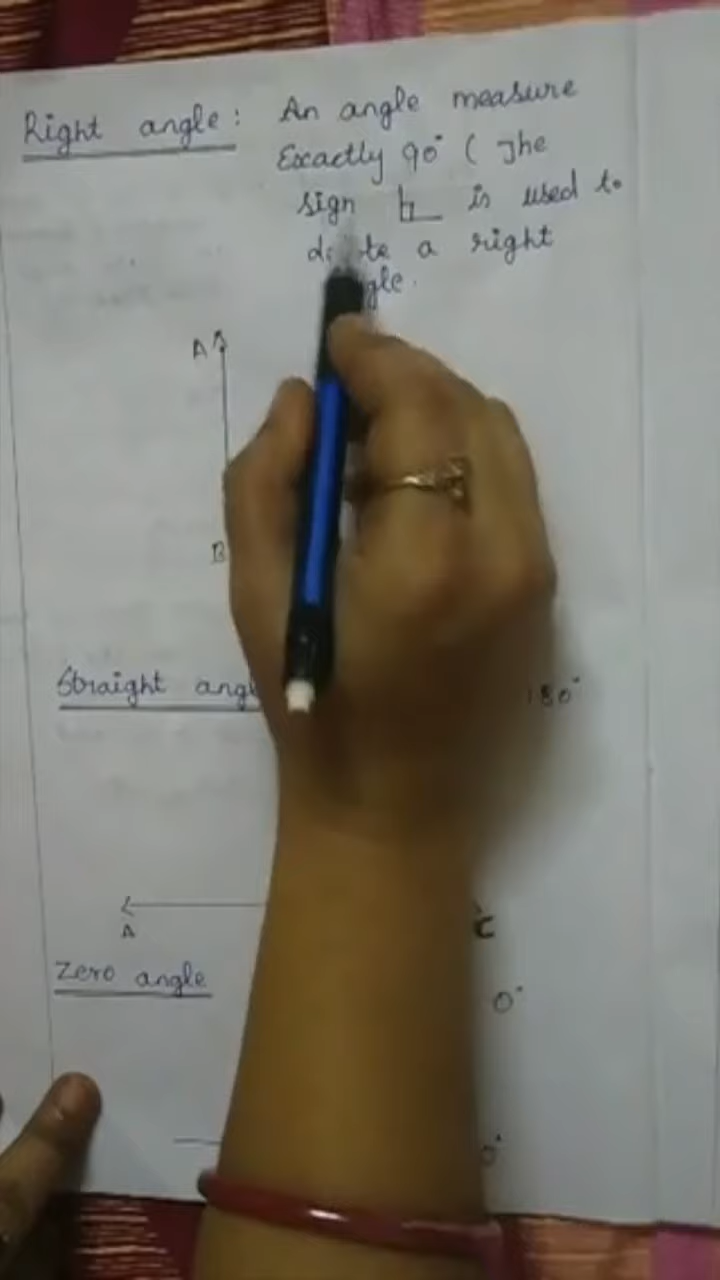 Right angle: An angle measure
Exactly 90° ( The
sign is used to
a right
A
B
Straight
180°
A
C
Zero angle
0°